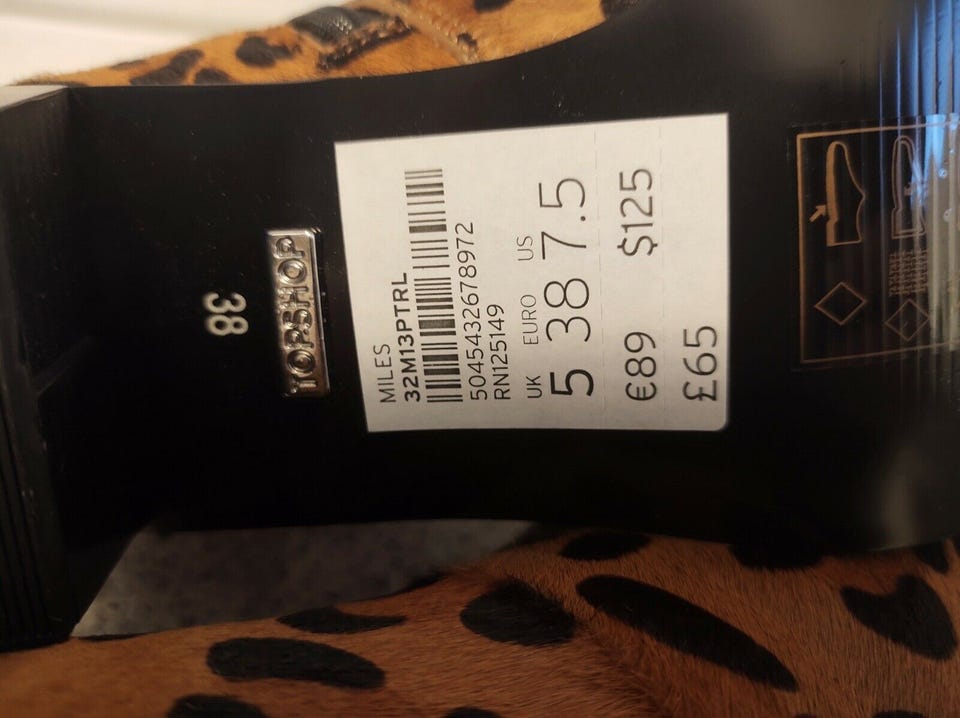 38
TOPSHOP
MILES
32M13PTRL
5045432678972
RN125149
UK EURO US
5 38 7.5
€89 $125
£65